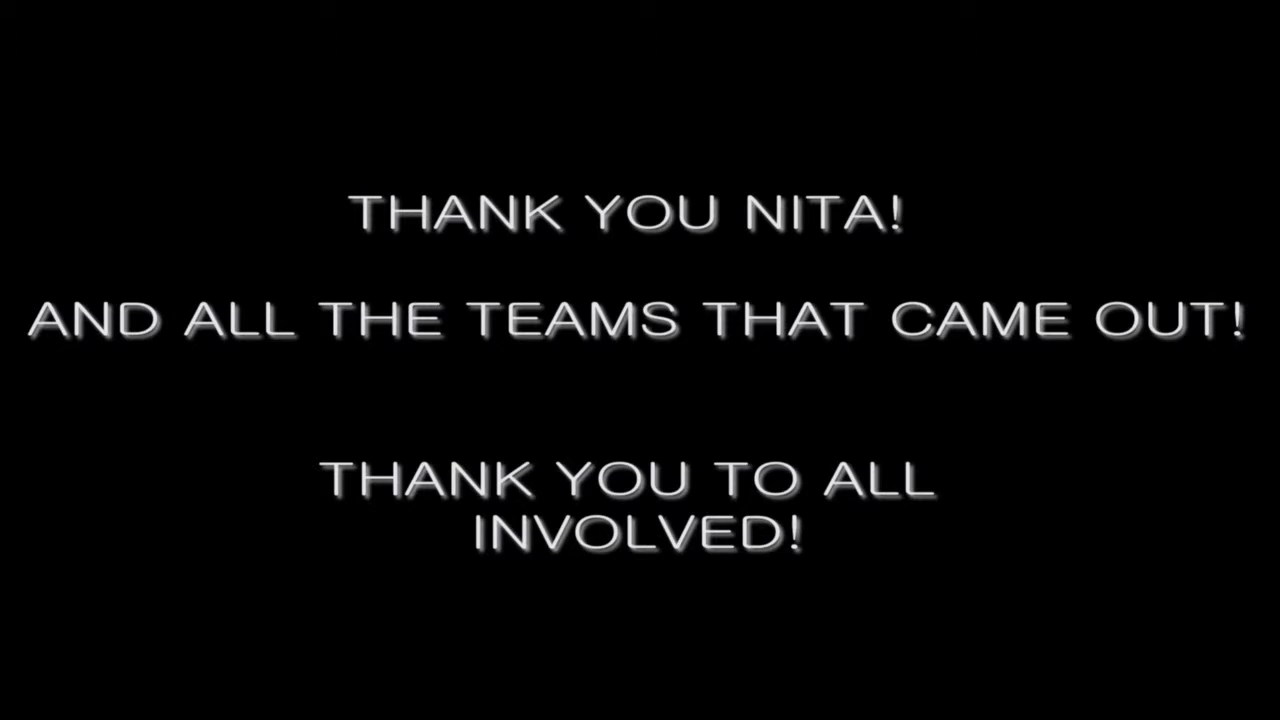 THANK YOU NITA!
AND ALL THE TEAMS THAT CAME OUT!
THANK YOU TO ALL
INVOLVED!